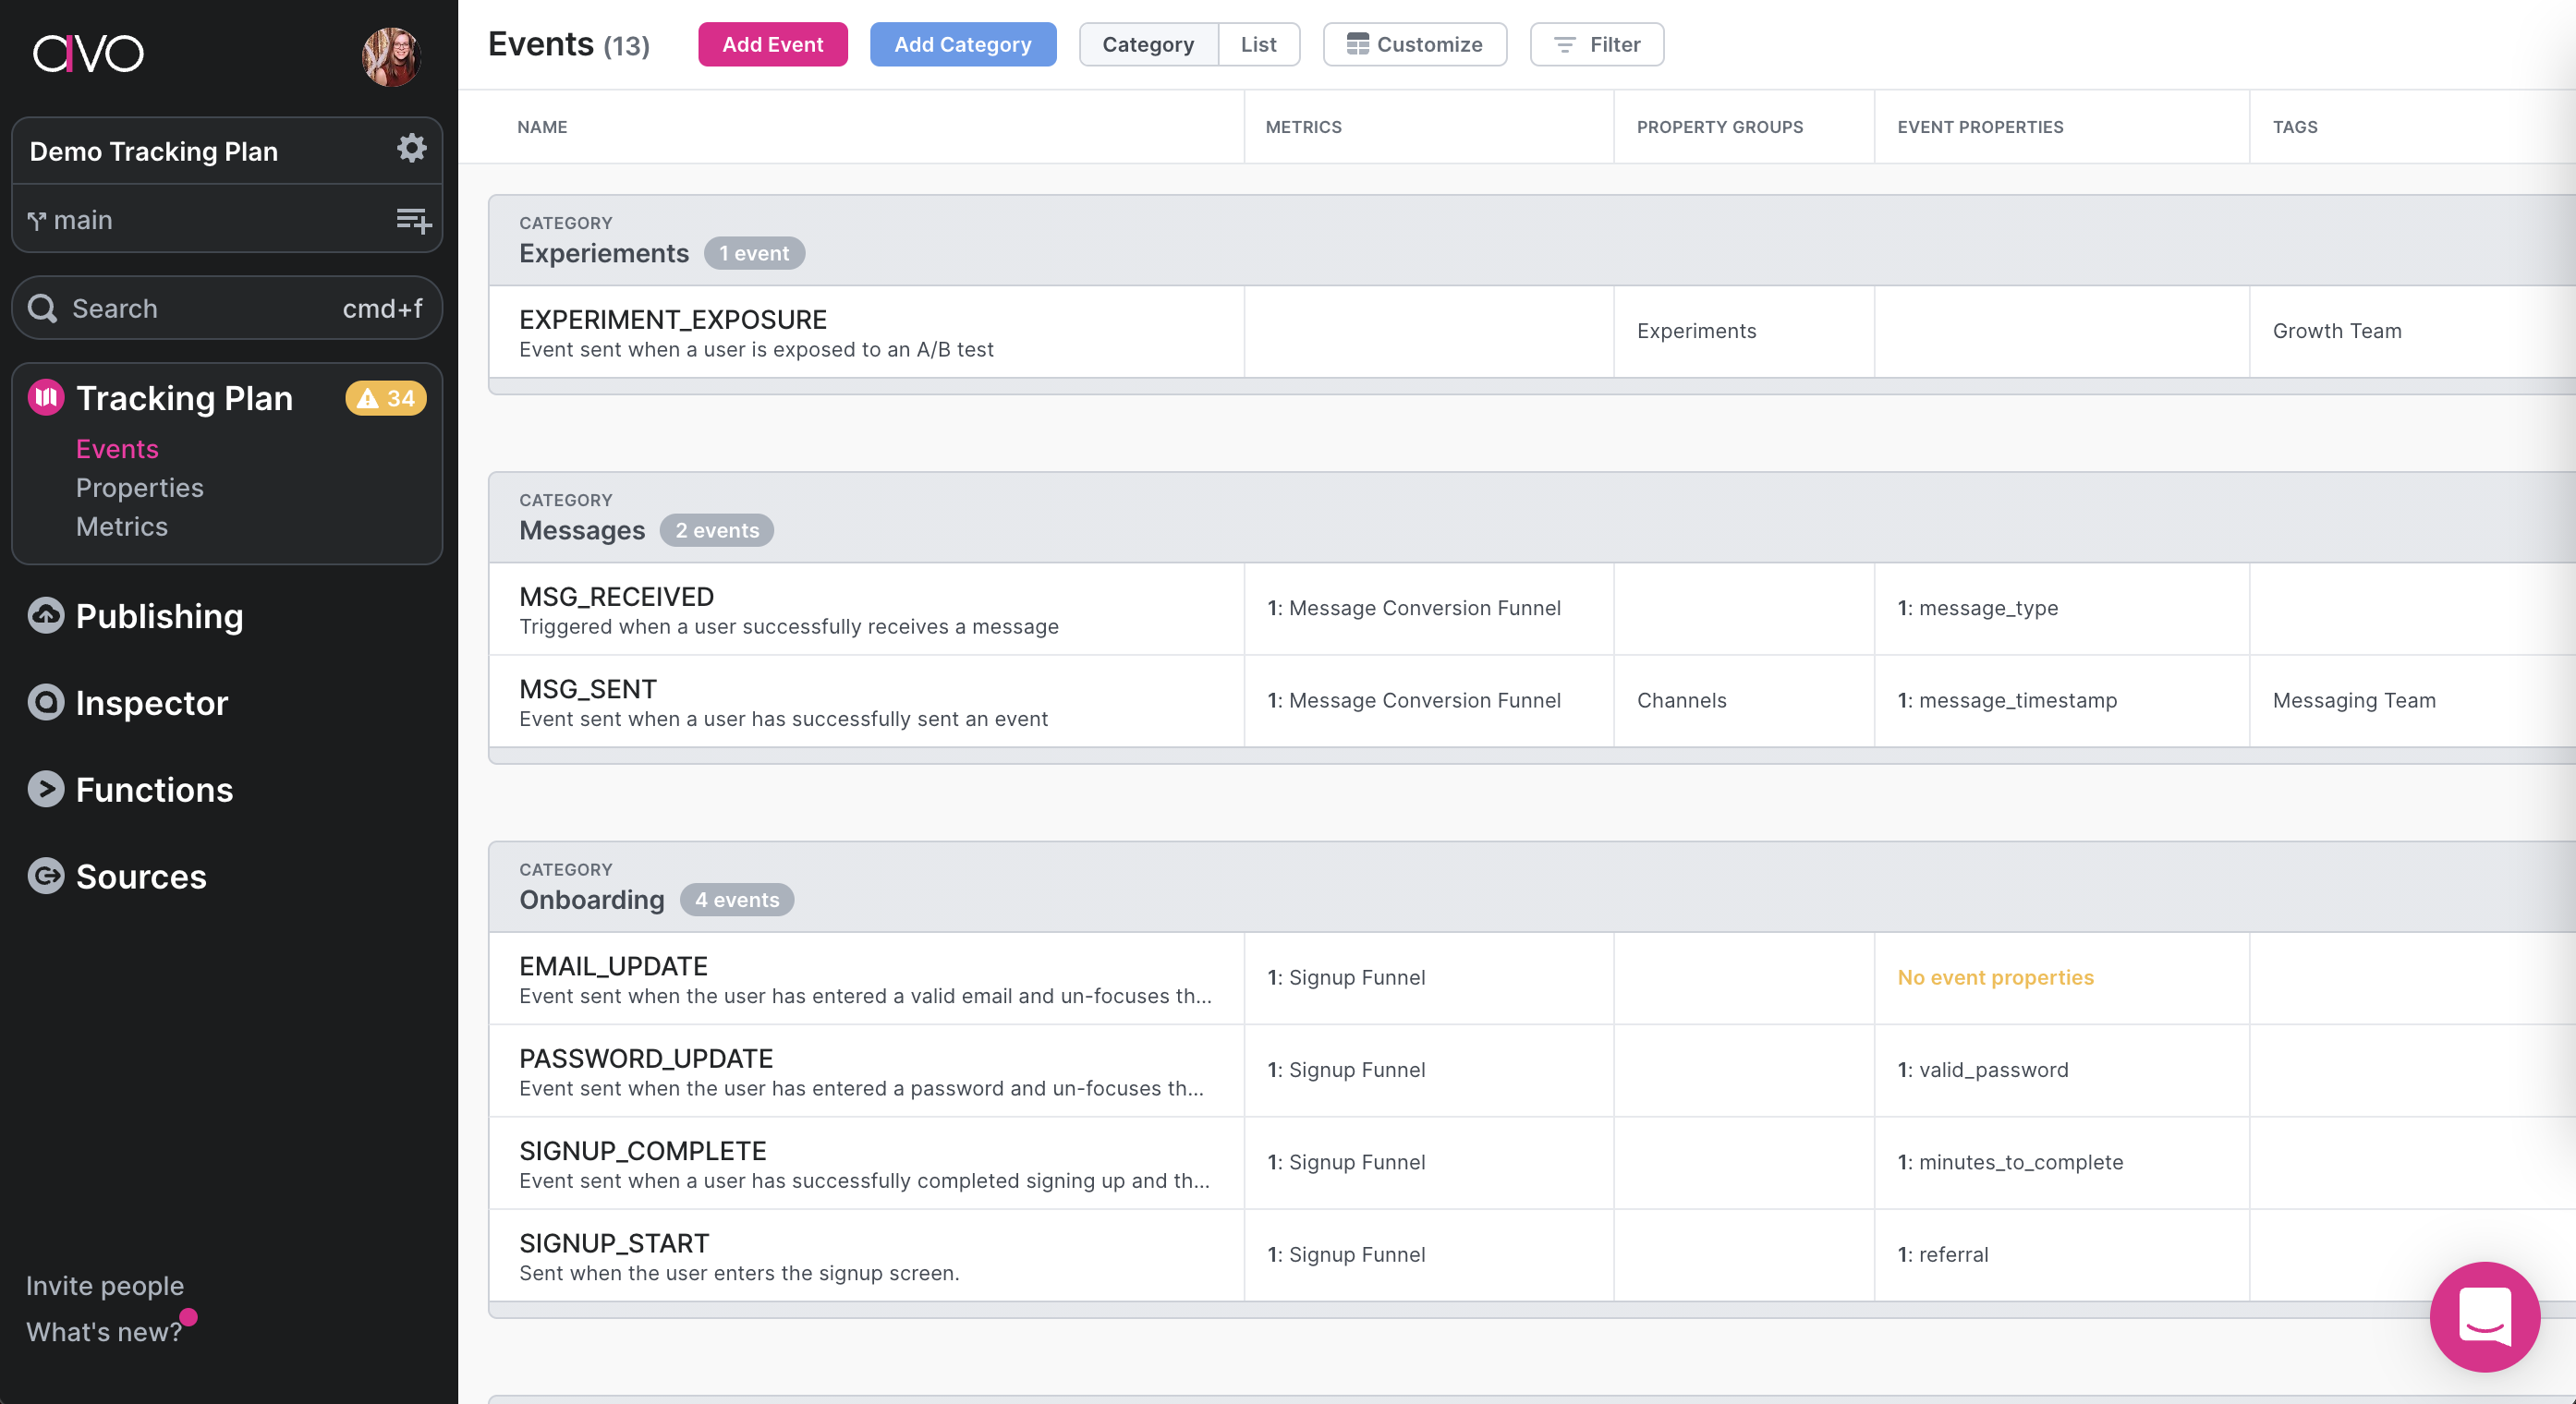 avo
Demo Tracking Plan
main
Search cmd+f
Tracking Plan 34
Events
Properties
Metrics
Publishing
Inspector
Functions
Sources
Invite people
What's new?
Events (13) Add Event Add Category Category List Customize Filter
NAME METRICS PROPERTY GROUPS EVENT PROPERTIES TAGS
CATEGORY
Experiements 1 event
EXPERIMENT_EXPOSURE
Event sent when a user is exposed to an A/B test
Experiments
Growth Team
CATEGORY
Messages 2 events
MSG_RECEIVED
Triggered when a user successfully receives a message
1: Message Conversion Funnel
1: message_type
MSG_SENT
Event sent when a user has successfully sent an event
1: Message Conversion Funnel
Channels
1: message_timestamp
Messaging Team
CATEGORY
Onboarding 4 events
EMAIL_UPDATE
Event sent when the user has entered a valid email and un-focuses th...
1: Signup Funnel
No event properties
PASSWORD_UPDATE
Event sent when the user has entered a password and un-focuses th...
1: Signup Funnel
1: valid_password
SIGNUP_COMPLETE
Event sent when a user has successfully completed signing up and th...
1: Signup Funnel
1: minutes_to_complete
SIGNUP_START
Sent when the user enters the signup screen.
1: Signup Funnel
1: referral